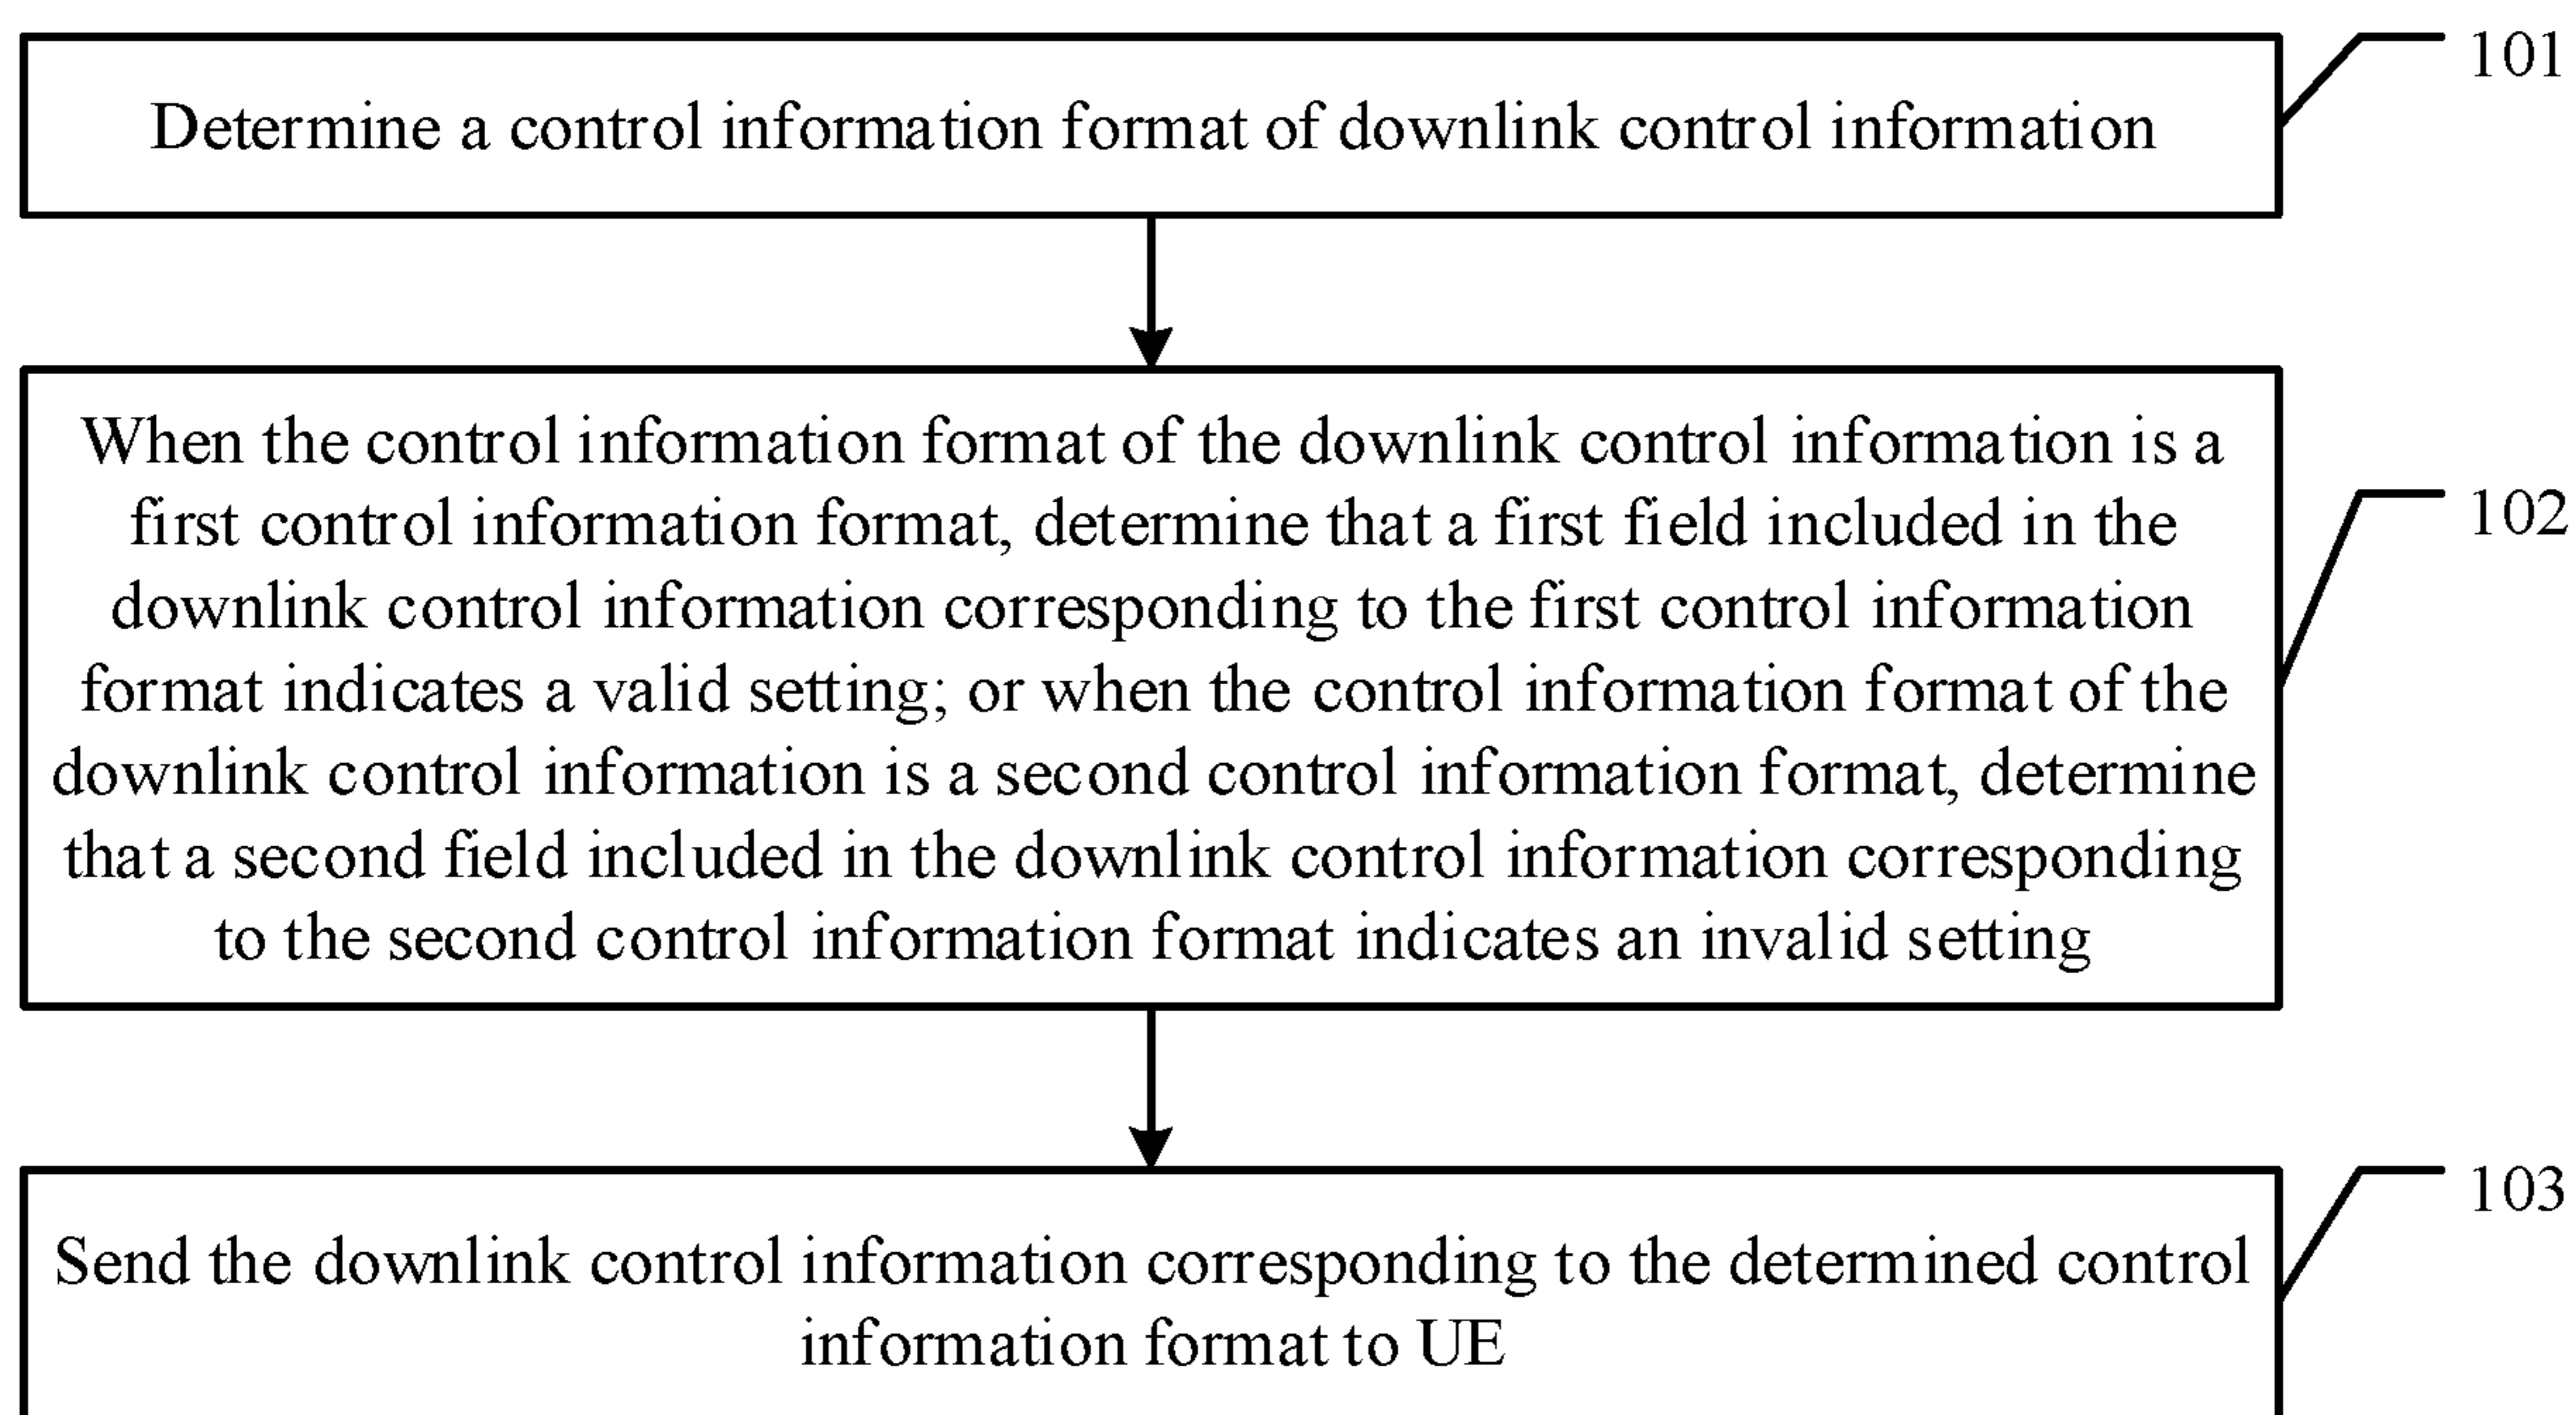 101
Determine a control information format of downlink control information
When the control information format of the downlink control information is a
first control information format, determine that a first field included in the
102
downlink control information corresponding to the first control information
format indicates a valid setting; or when the control information format of the
downlink control information is a second control information format, determine
that a second field included in the downlink control information corresponding
to the second control information format indicates an invalid setting
103
Send the downlink control information corresponding to the determined control
information format to UE